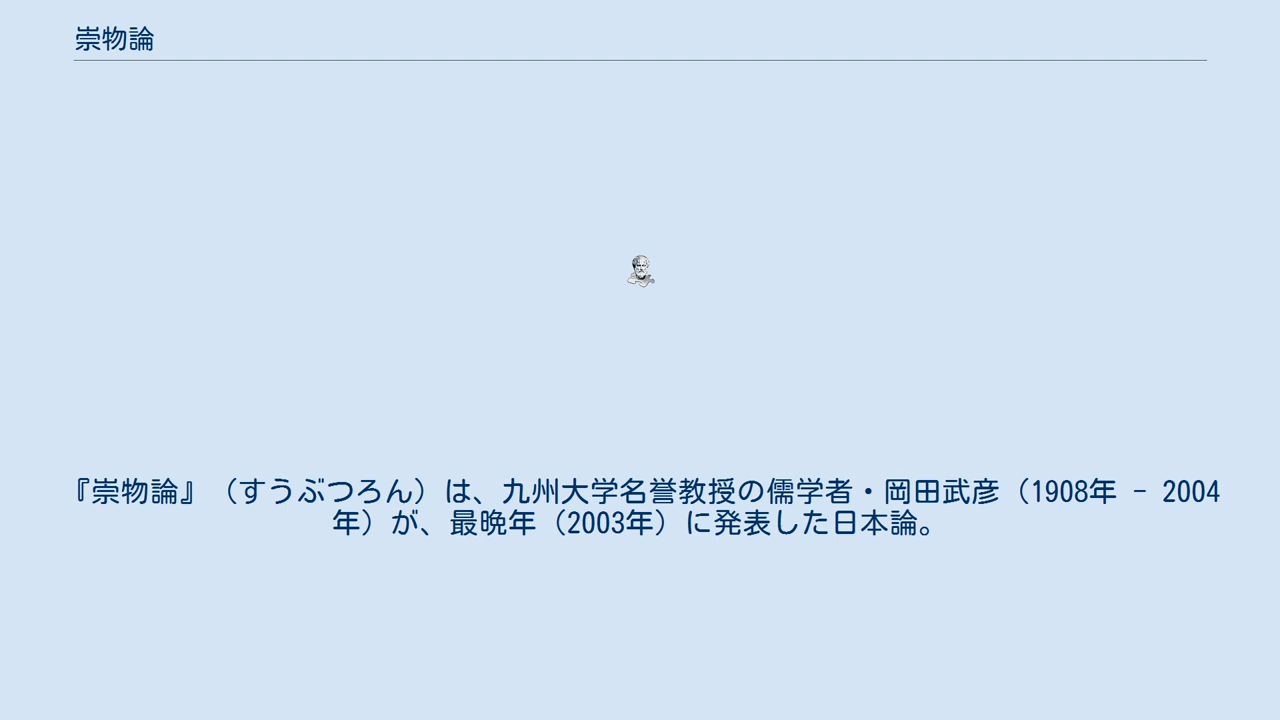 崇物論
『崇物論』（すうぶつろん）は、九州大学名誉教授の儒学者・岡田武彦（1908年 - 2004
年）が、最晩年（2003年）に発表した日本論。